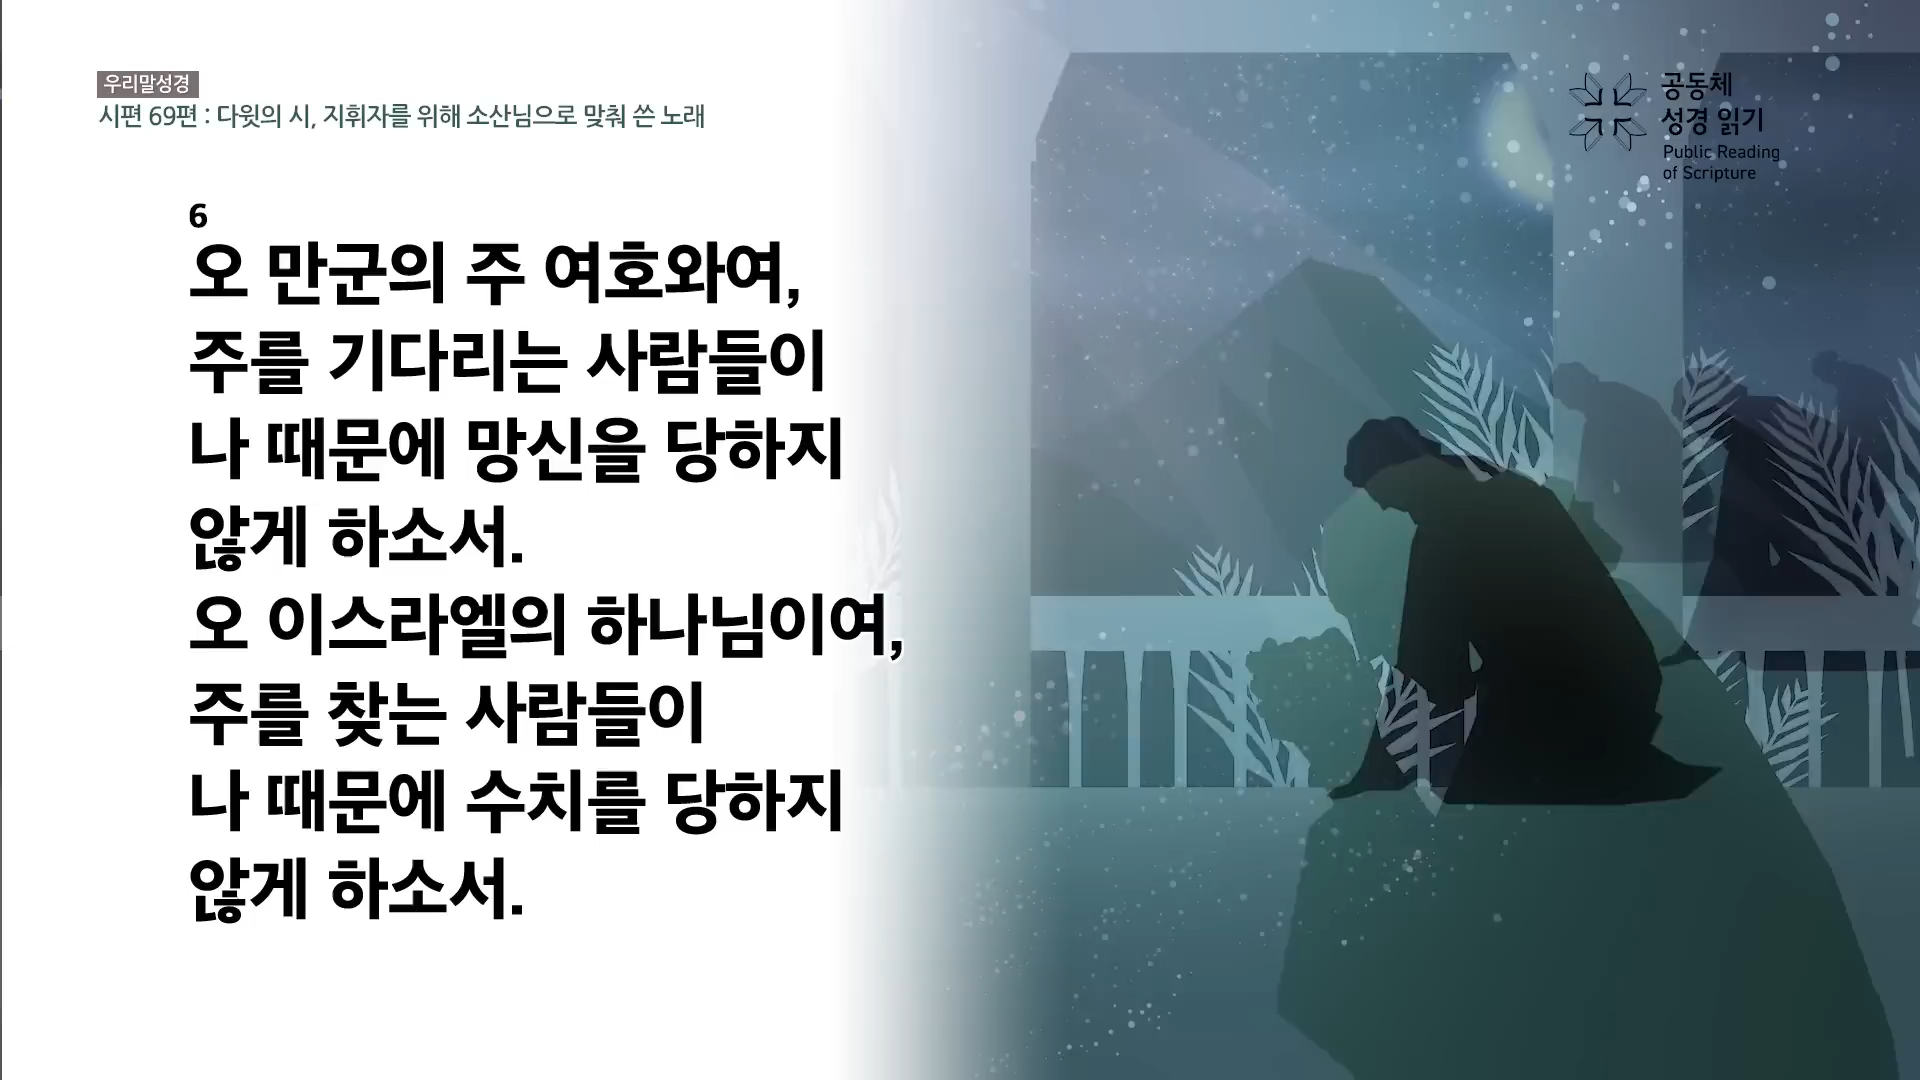 우리말성경
시편 69편 : 다윗의 시, 지휘자를 위해 소산님으로 맞춰 쓴 노래
공동체
성경 읽기
Public Reading
of Scripture
6
오 만군의 주 여호와여,
주를 기다리는 사람들이
나 때문에 망신을 당하지
않게 하소서.
오 이스라엘의 하나님이여,
주를 찾는 사람들이
나 때문에 수치를 당하지
않게 하소서.